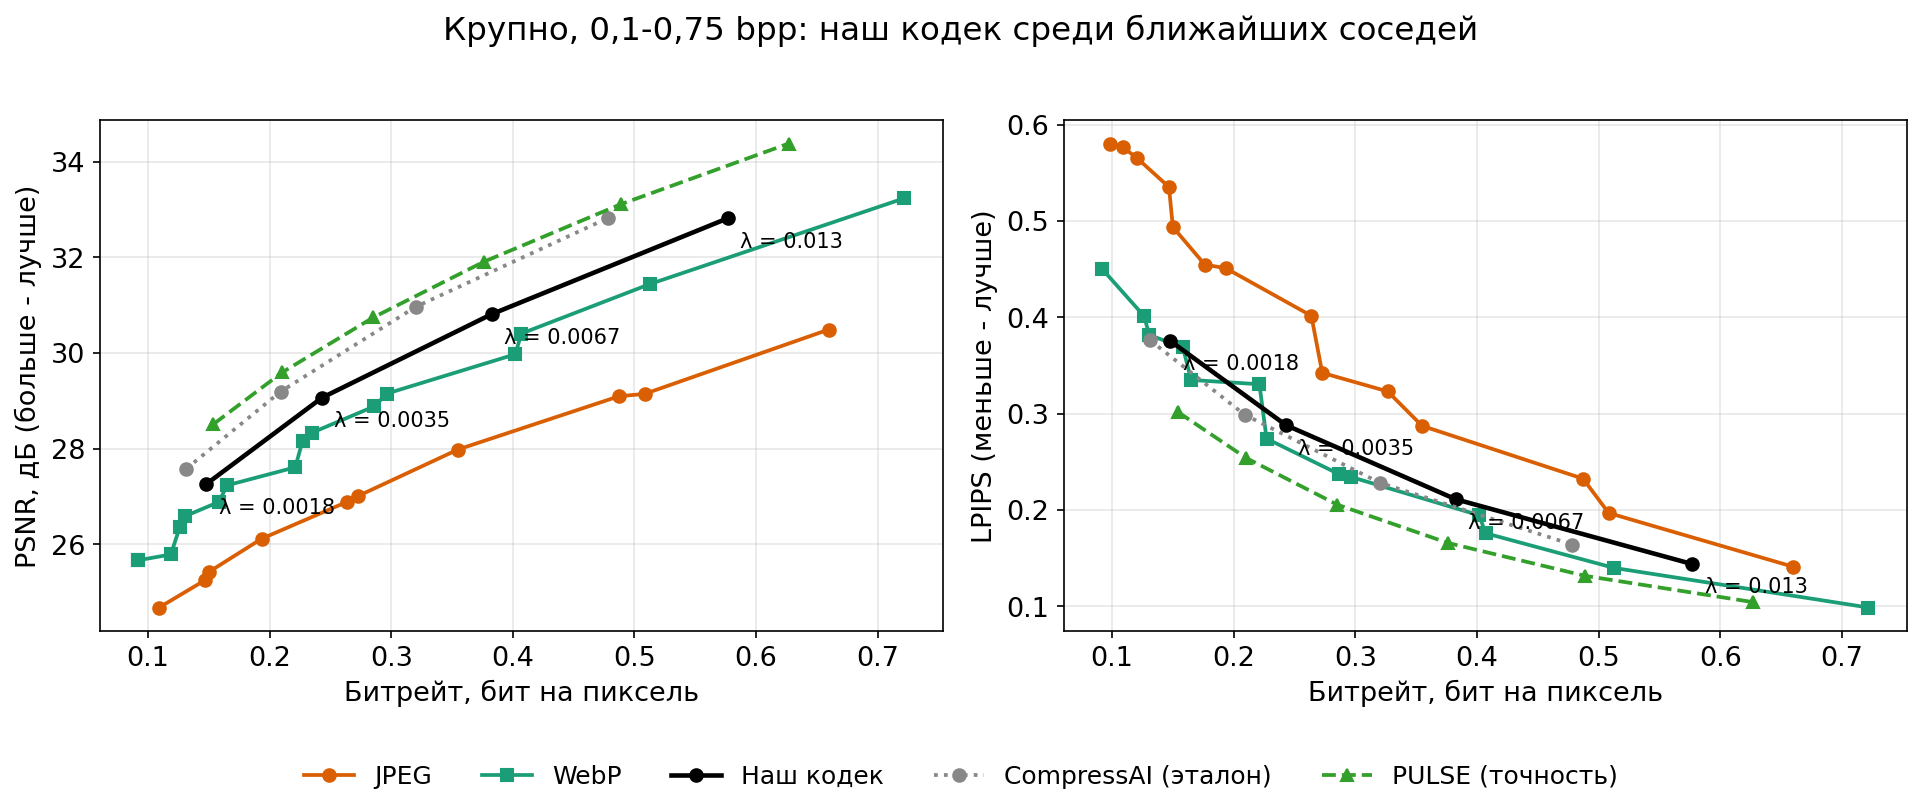 Крупно, 0,1-0,75 bpp: наш кодек среди ближайших соседей
PSNR, дБ (больше - лучше)
34
32
30
28
26
λ = 0.013
λ = 0.0067
λ = 0.0035
λ = 0.0018
0.1 0.2 0.3 0.4 0.5 0.6 0.7
Битрейт, бит на пиксель
LPIPS (меньше - лучше)
0.6
0.5
0.4
0.3
0.2
0.1
λ = 0.0018
λ = 0.0035
λ = 0.0067
λ = 0.013
0.1 0.2 0.3 0.4 0.5 0.6 0.7
Битрейт, бит на пиксель
JPEG WebP Наш кодек CompressAI (эталон) PULSE (точность)